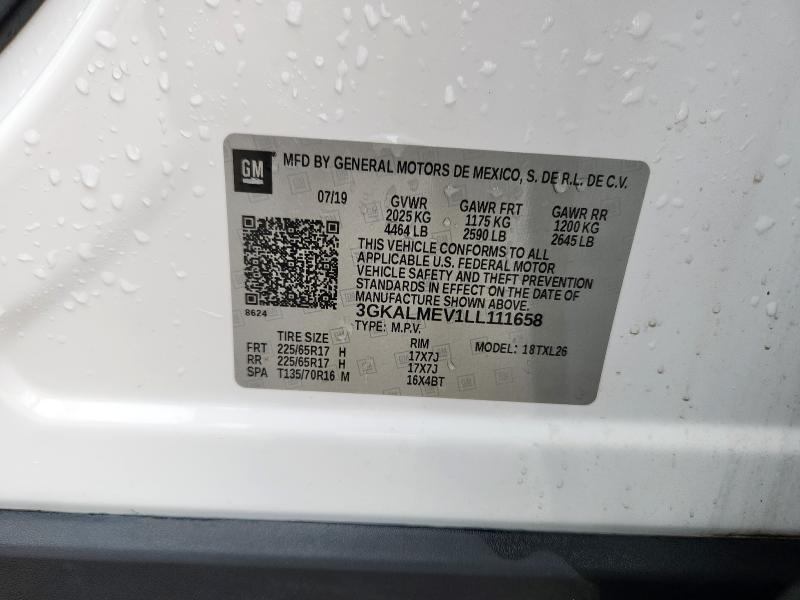 GM MFD BY GENERAL MOTORS DE MEXICO, S. DE R.L. DE C.V.
07/19 GVWR GAWR FRT GAWR RR
2025 KG 1175 KG 1200 KG
4464 LB 2590 LB 2645 LB
THIS VEHICLE CONFORMS TO ALL
APPLICABLE U.S. FEDERAL MOTOR
VEHICLE SAFETY AND THEFT PREVENTION
STANDARDS IN EFFECT ON THE DATE OF
MANUFACTURE SHOWN ABOVE.
8624 3GKALMEV1LL111658
TYPE: M.P.V.
TIRE SIZE RIM MODEL: 18TXL26
FRT 225/65R17 H 17X7J
RR 225/65R17 H 17X7J
SPA T135/70R16 M 16X4BT